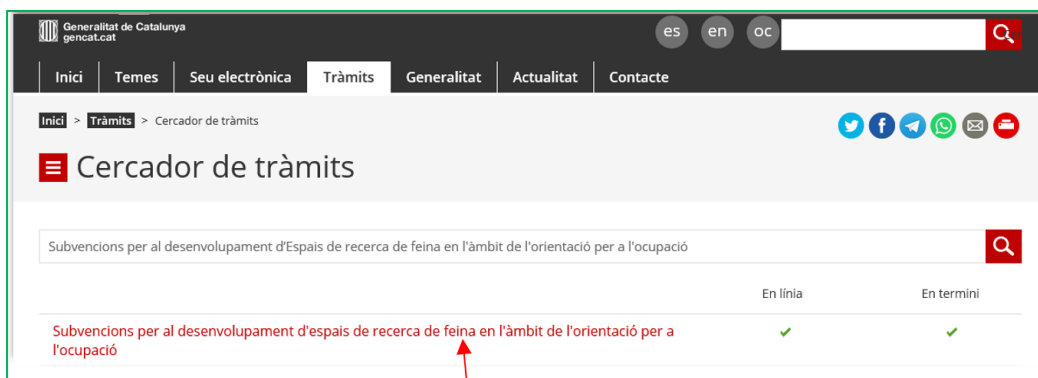 Generalitat de Catalunya
gencat.cat
es en oc
Inici Temes Seu electrònica Tràmits Generalitat Actualitat Contacte
Inici > Tràmits > Cercador de tràmits
Cercador de tràmits
Subvencions per al desenvolupament d'Espais de recerca de feina en l'àmbit de l'orientació per a l'ocupació
En línia En termini
Subvencions per al desenvolupament d'espais de recerca de feina en l'àmbit de l'orientació per a
l'ocupació